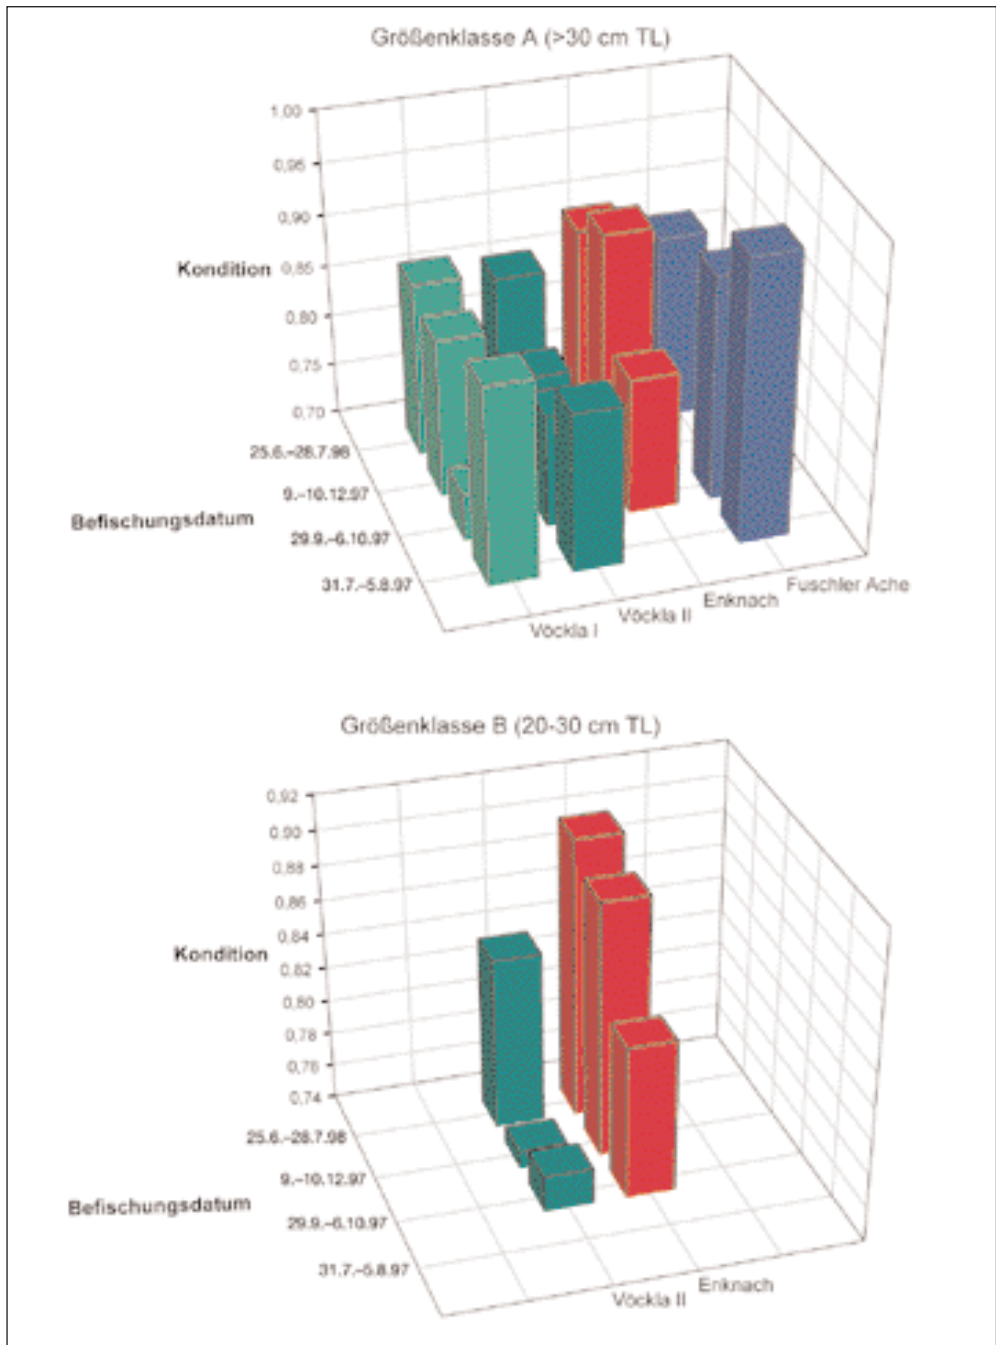 Größenklasse A (>30 cm TL)
1,00
0,95
0,90
0,85
0,80
0,75
0,70
Kondition
25.6.–28.7.98
9.–10.12.97
29.9.–6.10.97
31.7.–5.8.97
Befischungsdatum
Vöckla I
Vöckla II
Enknach
Fuschler Ache
Größenklasse B (20-30 cm TL)
0,92
0,90
0,88
0,86
0,84
0,82
0,80
0,78
0,76
0,74
Kondition
25.6.–28.7.98
9.–10.12.97
29.9.–6.10.97
31.7.–5.8.97
Befischungsdatum
Vöckla II
Enknach